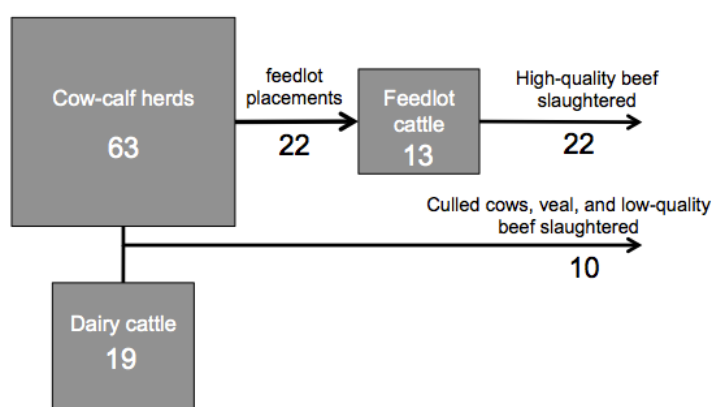 Cow-calf herds
63
feedlot
placements
22
Feedlot
cattle
13
High-quality beef
slaughtered
22
Culled cows, veal, and low-quality
beef slaughtered
10
Dairy cattle
19